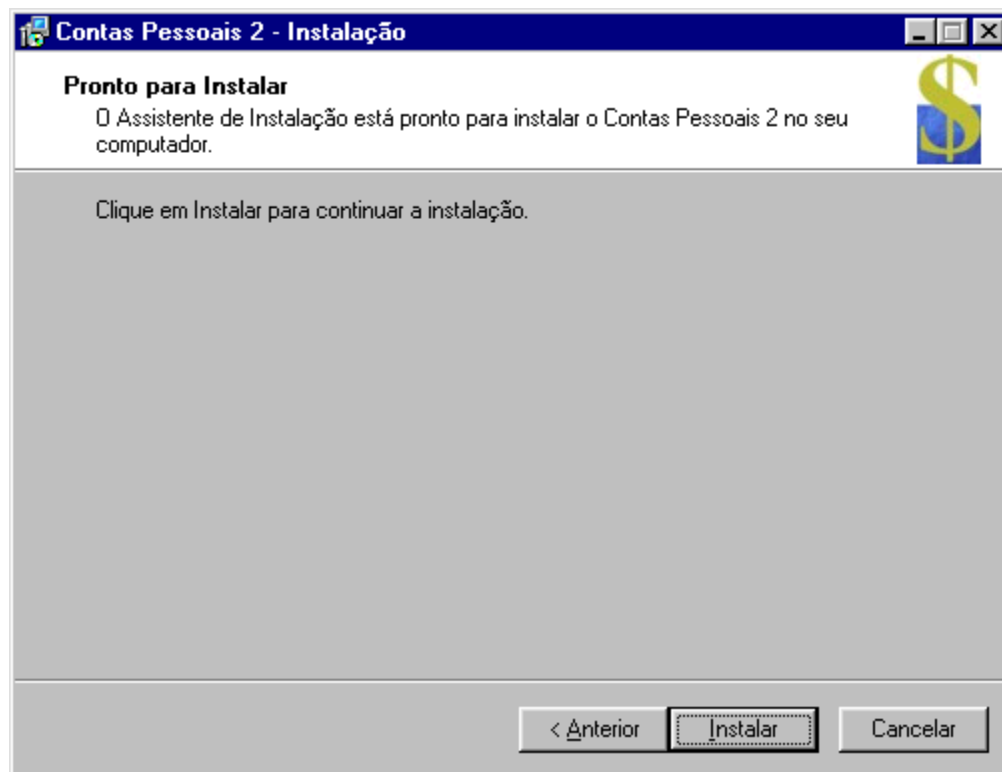 Contas Pessoais 2 - Instalação
Pronto para Instalar
O Assistente de Instalação está pronto para instalar o Contas Pessoais 2 no seu
computador.
Clique em Instalar para continuar a instalação.
< Anterior
Instalar
Cancelar